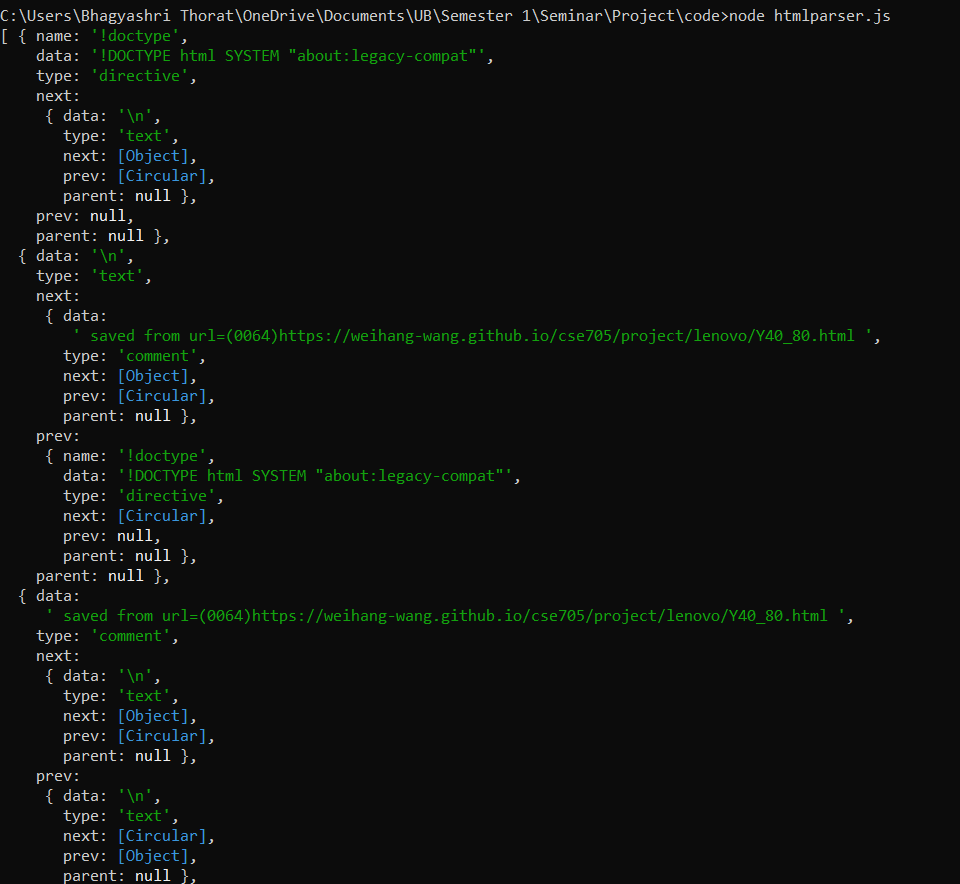 C:\Users\Bhagyashri Thorat\OneDrive\Documents\UB\Semester 1\Seminar\Project\code>node htmlparser.js
[ { name: '!doctype',
    data: '!DOCTYPE html SYSTEM "about:legacy-compat"',
    type: 'directive',
    next:
     { data: '\n',
       type: 'text',
       next: [Object],
       prev: [Circular],
       parent: null },
    prev: null,
    parent: null },
  { data: '\n',
    type: 'text',
    next:
     { data:
        ' saved from url=(0064)https://weihang-wang.github.io/cse705/project/lenovo/Y40_80.html ',
       type: 'comment',
       next: [Object],
       prev: [Circular],
       parent: null },
    prev:
     { name: '!doctype',
       data: '!DOCTYPE html SYSTEM "about:legacy-compat"',
       type: 'directive',
       next: [Circular],
       prev: null,
       parent: null },
    parent: null },
  { data:
     ' saved from url=(0064)https://weihang-wang.github.io/cse705/project/lenovo/Y40_80.html ',
    type: 'comment',
    next:
     { data: '\n',
       type: 'text',
       next: [Object],
       prev: [Circular],
       parent: null },
    prev:
     { data: '\n',
       type: 'text',
       next: [Circular],
       prev: [Object],
       parent: null },